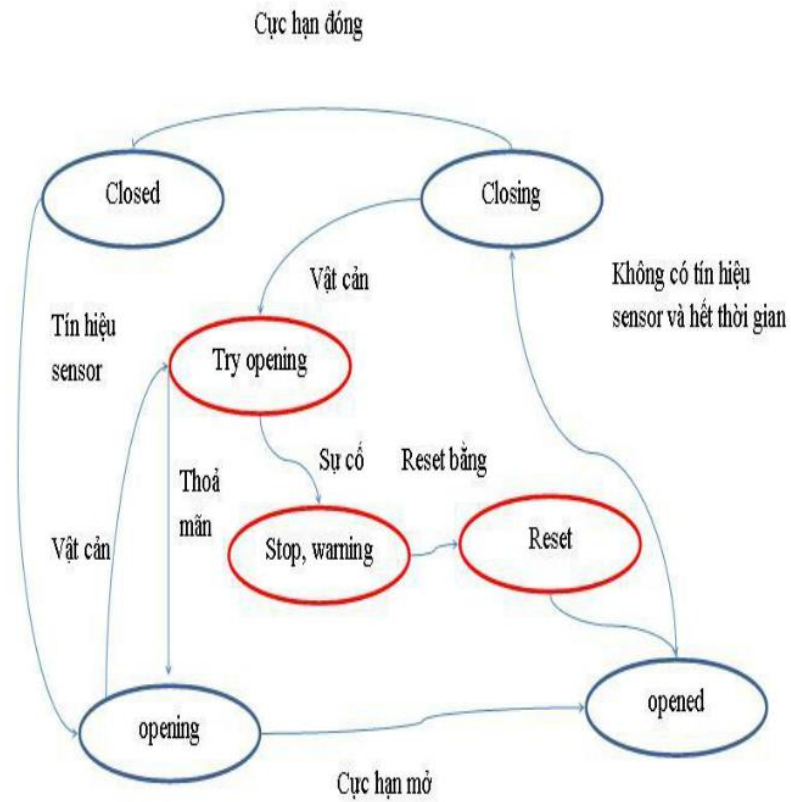 Cực hạn đóng
Closed
Closing
Vật cản
Không có tín hiệu
sensor và hết thời gian
Tín hiệu
sensor
Try opening
Sự cố
Reset bằng
Thoả
mãn
Vật cản
Stop, warning
Reset
opening
opened
Cực hạn mở